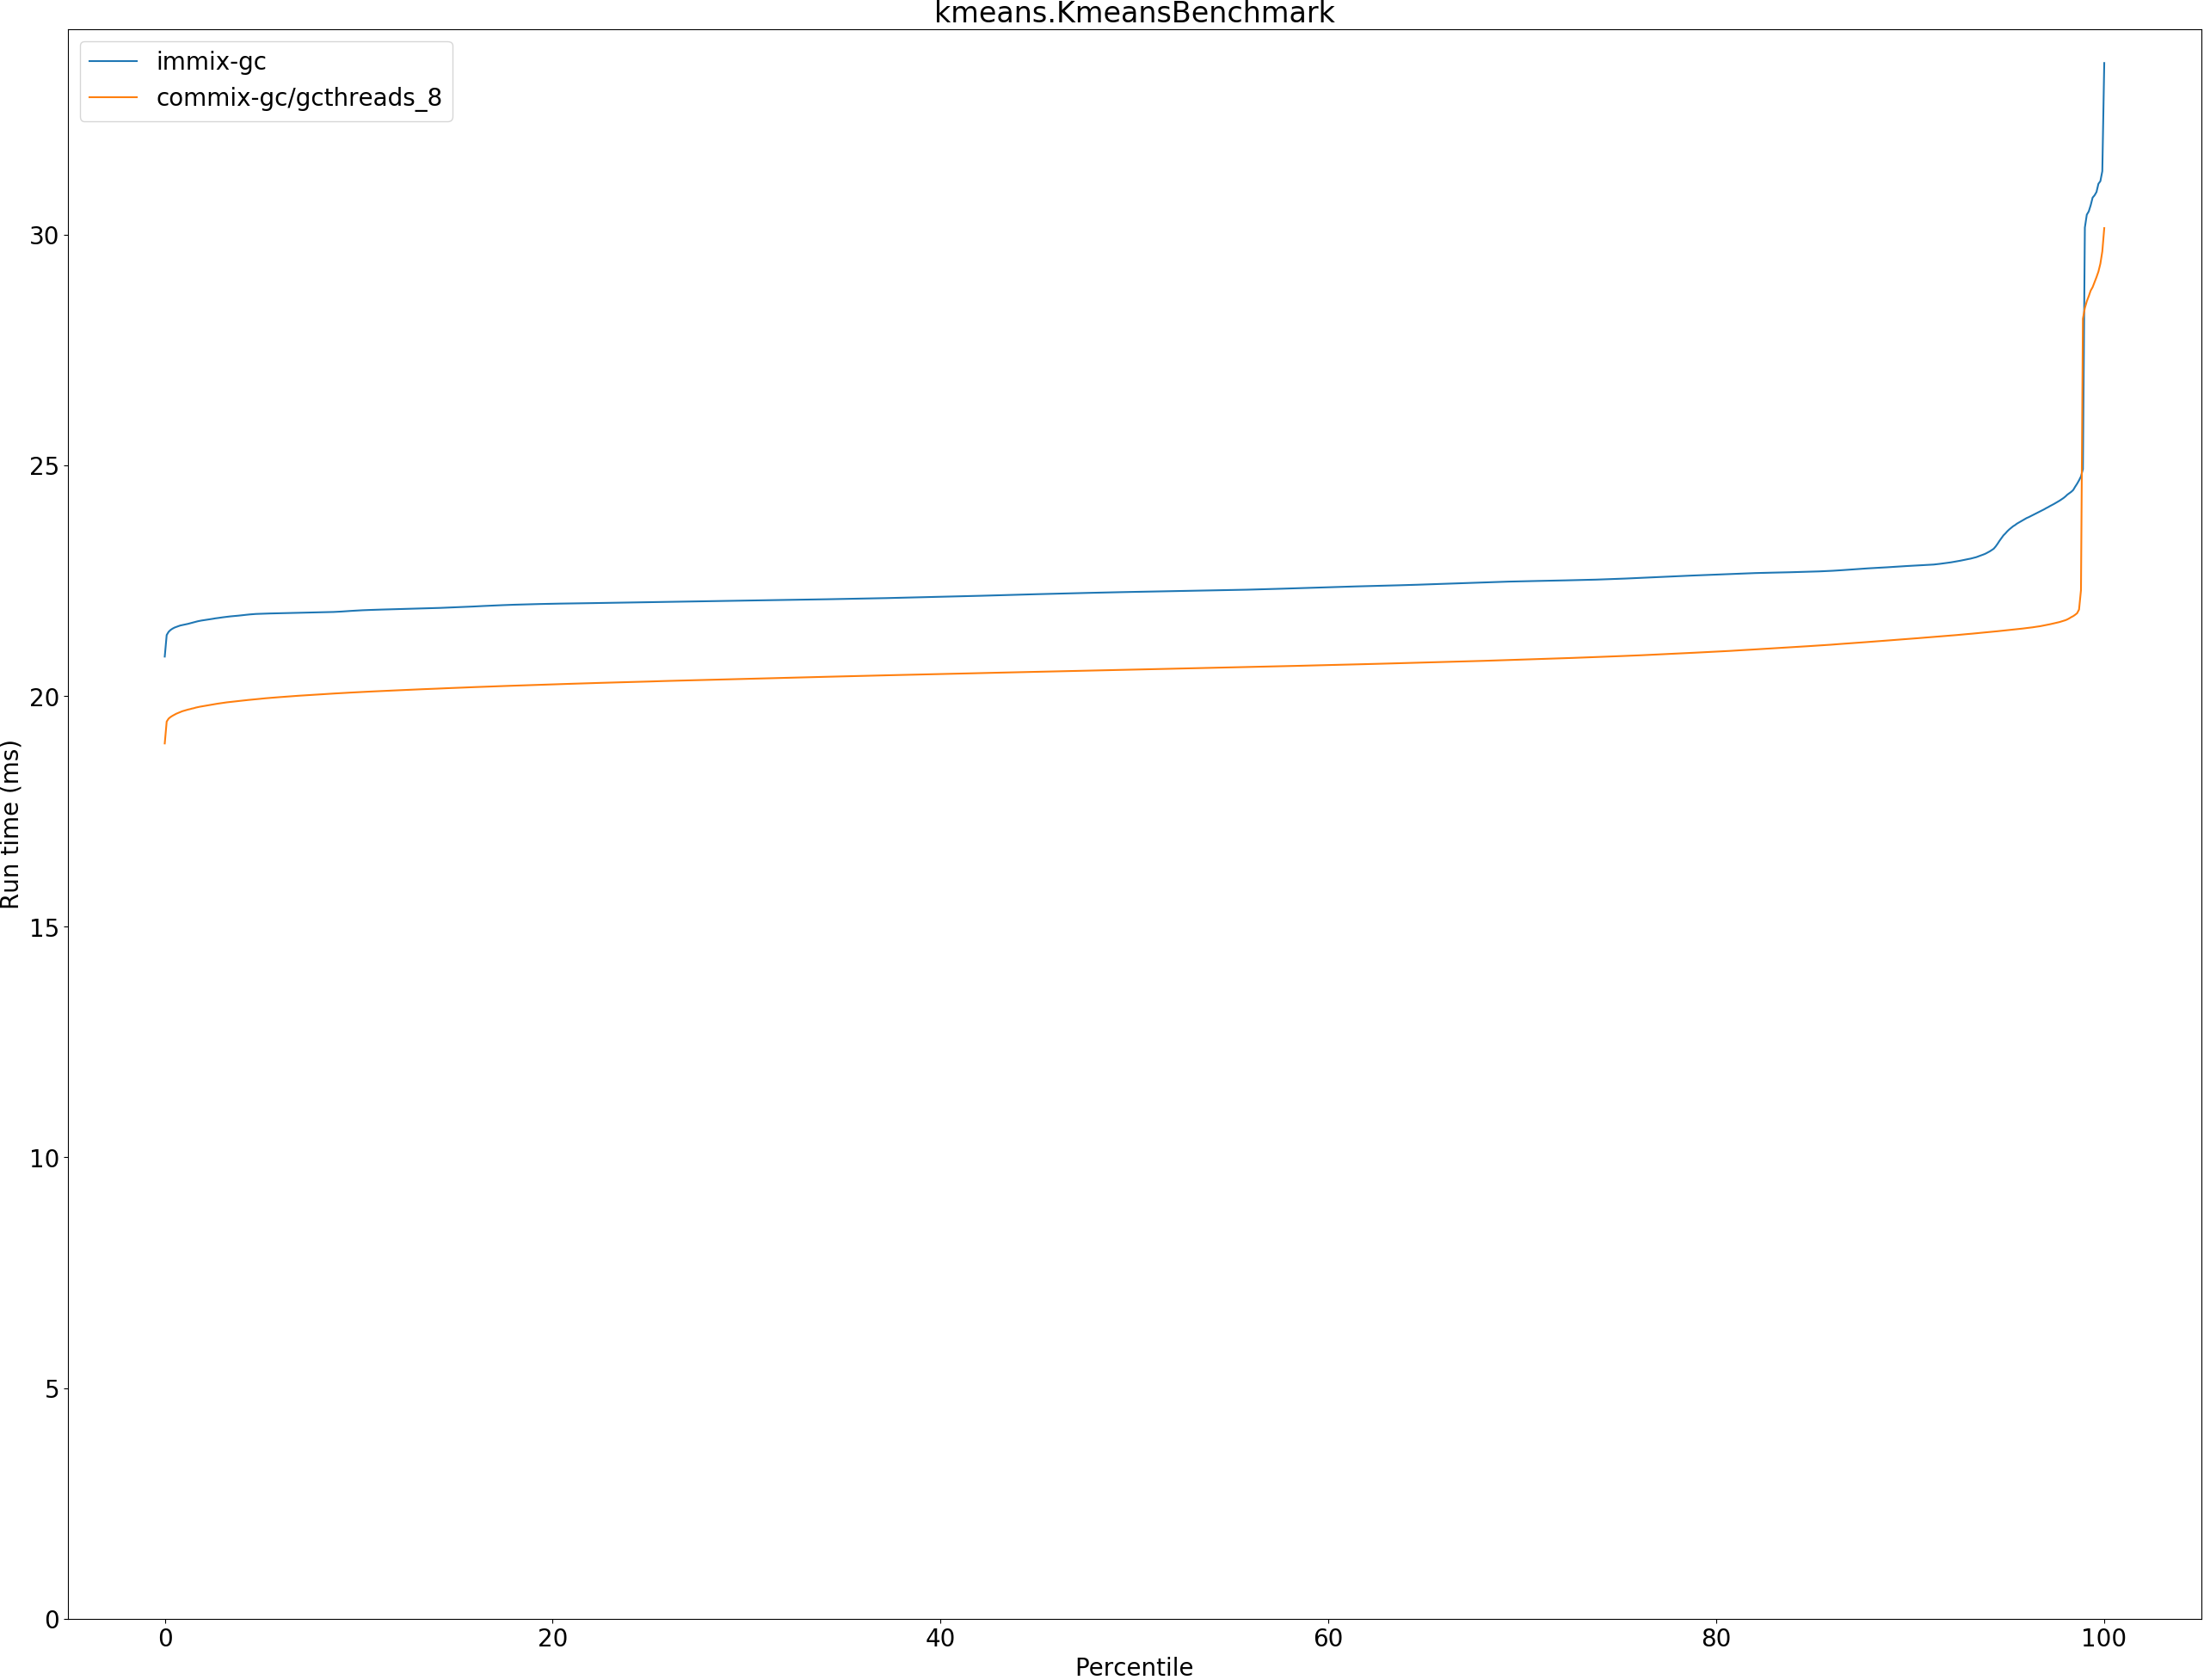 kmeans.KmeansBenchmark
immix-gc
commix-gc/gcthreads_8
30
25
20
15
10
5
0
Run time (ms)
0 20 40 60 80 100
Percentile